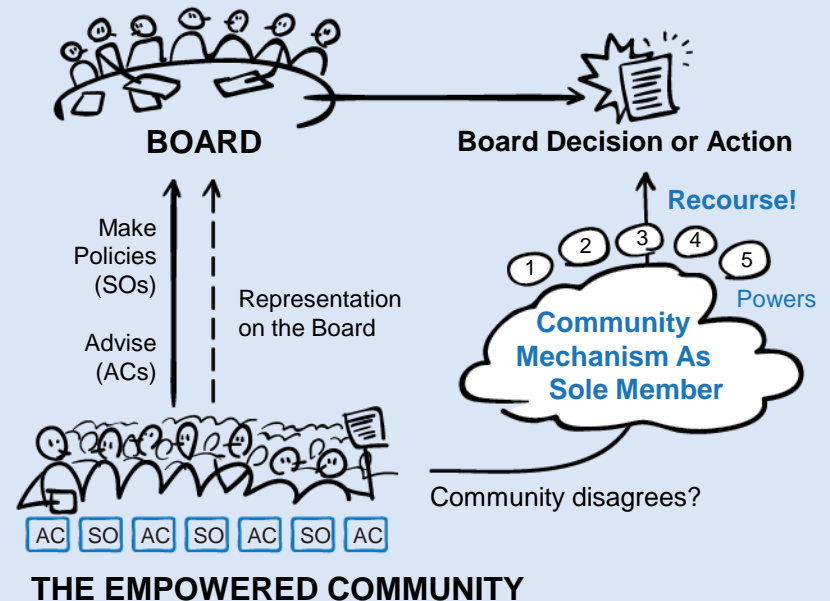 BOARD
Board Decision or Action
Make
Policies
(SOs)
Advise
(ACs)
Representation
on the Board
Recourse!
1
2
3
4
5
Powers
Community
Mechanism As
Sole Member
Community disagrees?
AC SO AC SO AC SO AC
THE EMPOWERED COMMUNITY